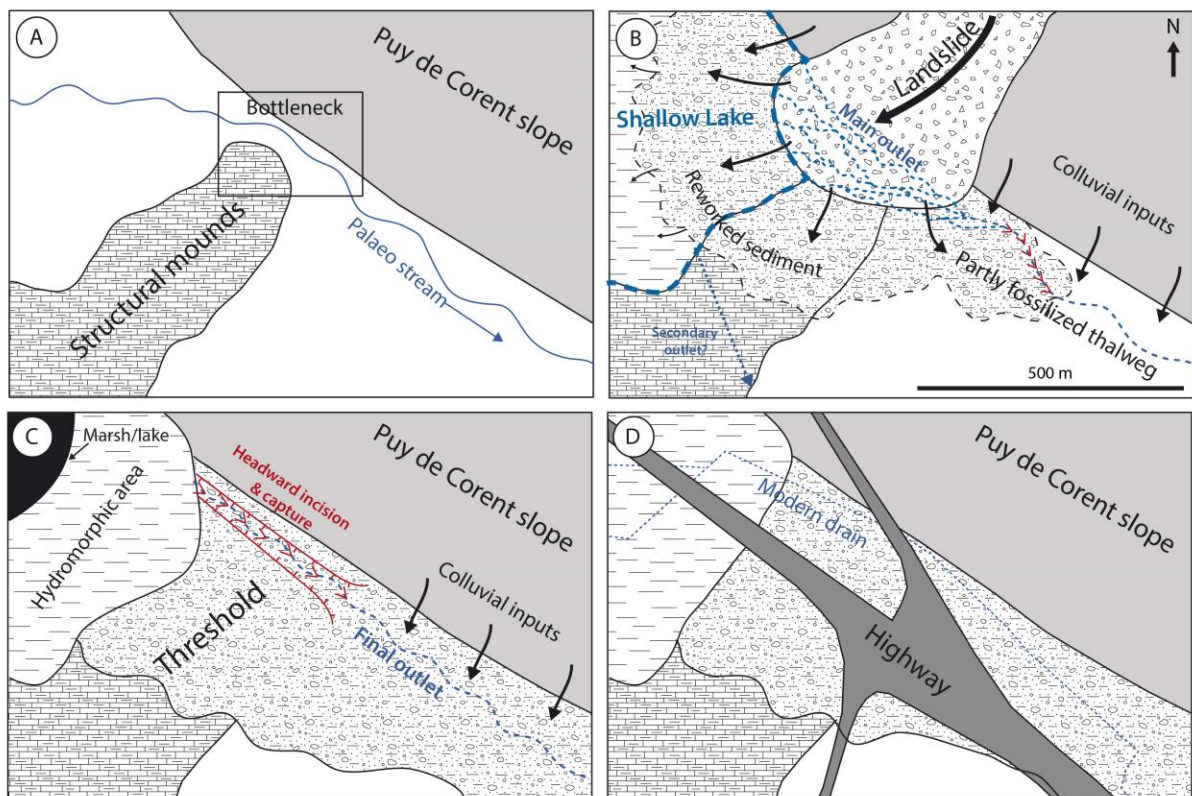 A
Puy de Corent slope
Bottleneck
Palaeo stream
Structural mounds
B
N
Landslide
Shallow Lake
Main outlet
Colluvial inputs
Reworked sediment
Partly fossilized thalweg
Secondary
outlet?
500 m
C
Marsh/lake
Puy de Corent slope
Headward incision
& capture
Hydromorphic area
Colluvial inputs
Threshold
Final outlet
D
Puy de Corent slope
Modern drain
Highway